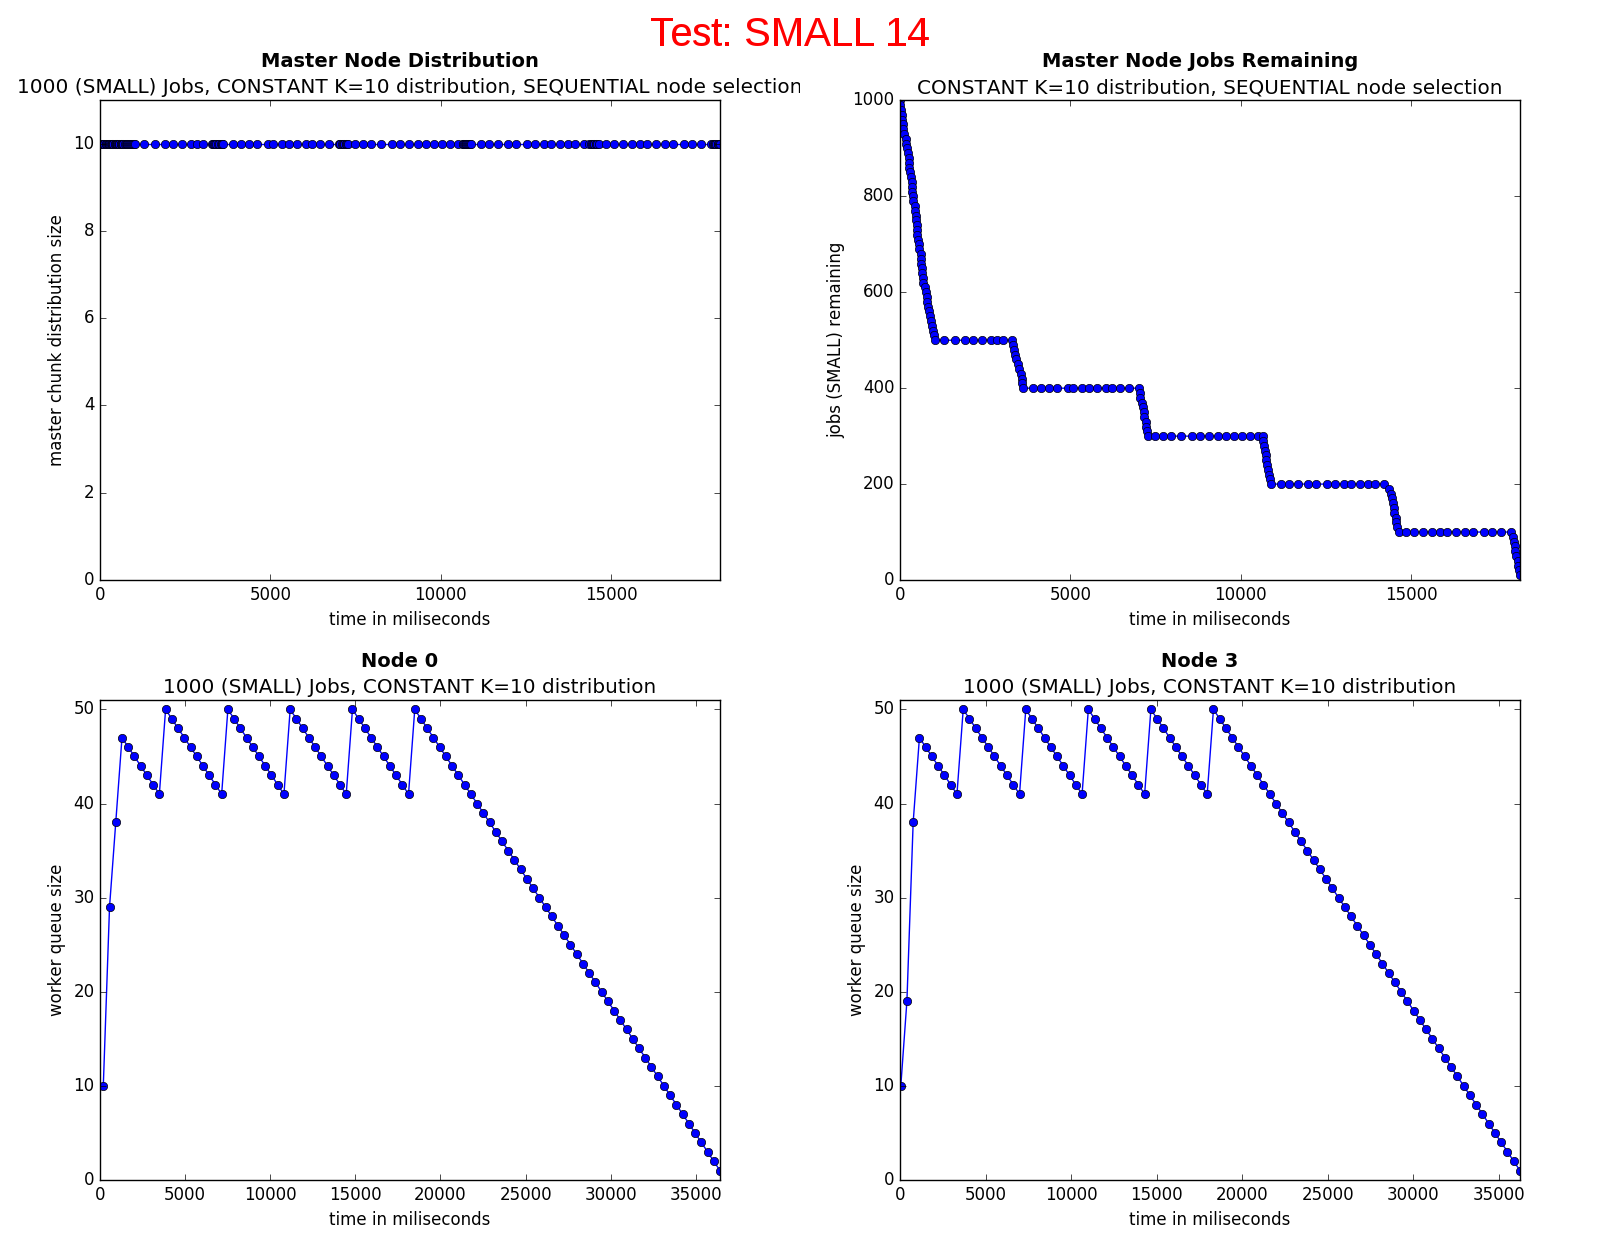 Test: SMALL 14
Master Node Distribution
1000 (SMALL) Jobs, CONSTANT K=10 distribution, SEQUENTIAL node selection
master chunk distribution size
10
8
6
4
2
0
0 5000 10000 15000
time in miliseconds
Master Node Jobs Remaining
CONSTANT K=10 distribution, SEQUENTIAL node selection
jobs (SMALL) remaining
1000
800
600
400
200
0
0 5000 10000 15000
time in miliseconds
Node 0
1000 (SMALL) Jobs, CONSTANT K=10 distribution
worker queue size
50
40
30
20
10
0
0 5000 10000 15000 20000 25000 30000 35000
time in miliseconds
Node 3
1000 (SMALL) Jobs, CONSTANT K=10 distribution
worker queue size
50
40
30
20
10
0
0 5000 10000 15000 20000 25000 30000 35000
time in miliseconds